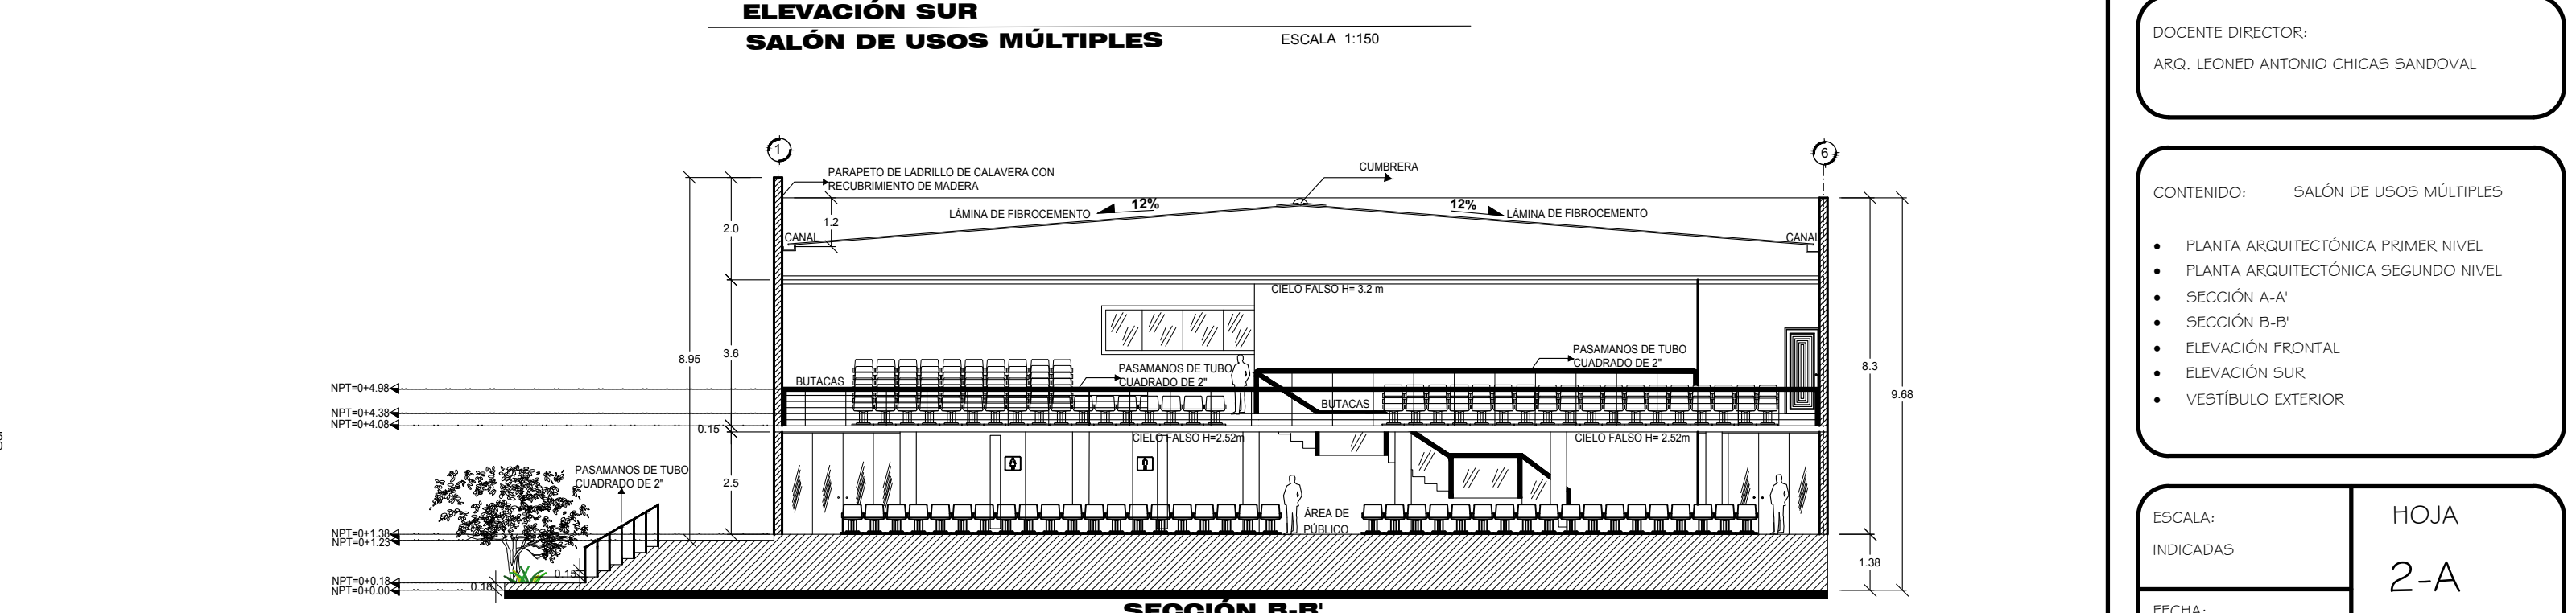 ELEVACIÓN SUR
SALÓN DE USOS MÚLTIPLES
ESCALA 1:150
1
6
PARAPETO DE LADRILLO DE CALAVERA CON
RECUBRIMIENTO DE MADERA
CUMBRERA
LÀMINA DE FIBROCEMENTO
12%
12%
LÀMINA DE FIBROCEMENTO
1.2
2.0
CANAL
CANAL
CIELO FALSO H= 3.2 m
8.95
3.6
PASAMANOS DE TUBO
CUADRADO DE 2"
PASAMANOS DE TUBO
CUADRADO DE 2"
8.3
9.68
BUTACAS
BUTACAS
NPT=0+4.98
NPT=0+4.38
NPT=0+4.08
0.15
CIELO FALSO H=2.52m
CIELO FALSO H= 2.52m
PASAMANOS DE TUBO
CUADRADO DE 2"
2.5
ÁREA DE
PÚBLICO
NPT=0+1.38
NPT=0+1.23
0.15
1.38
NPT=0+0.18
NPT=0+0.00
0.18
SECCIÓN B-B'
DOCENTE DIRECTOR:
ARQ. LEONED ANTONIO CHICAS SANDOVAL
CONTENIDO: SALÓN DE USOS MÚLTIPLES
• PLANTA ARQUITECTÓNICA PRIMER NIVEL
• PLANTA ARQUITECTÓNICA SEGUNDO NIVEL
• SECCIÓN A-A'
• SECCIÓN B-B'
• ELEVACIÓN FRONTAL
• ELEVACIÓN SUR
• VESTÍBULO EXTERIOR
ESCALA:
INDICADAS
HOJA
2-A
FECHA: